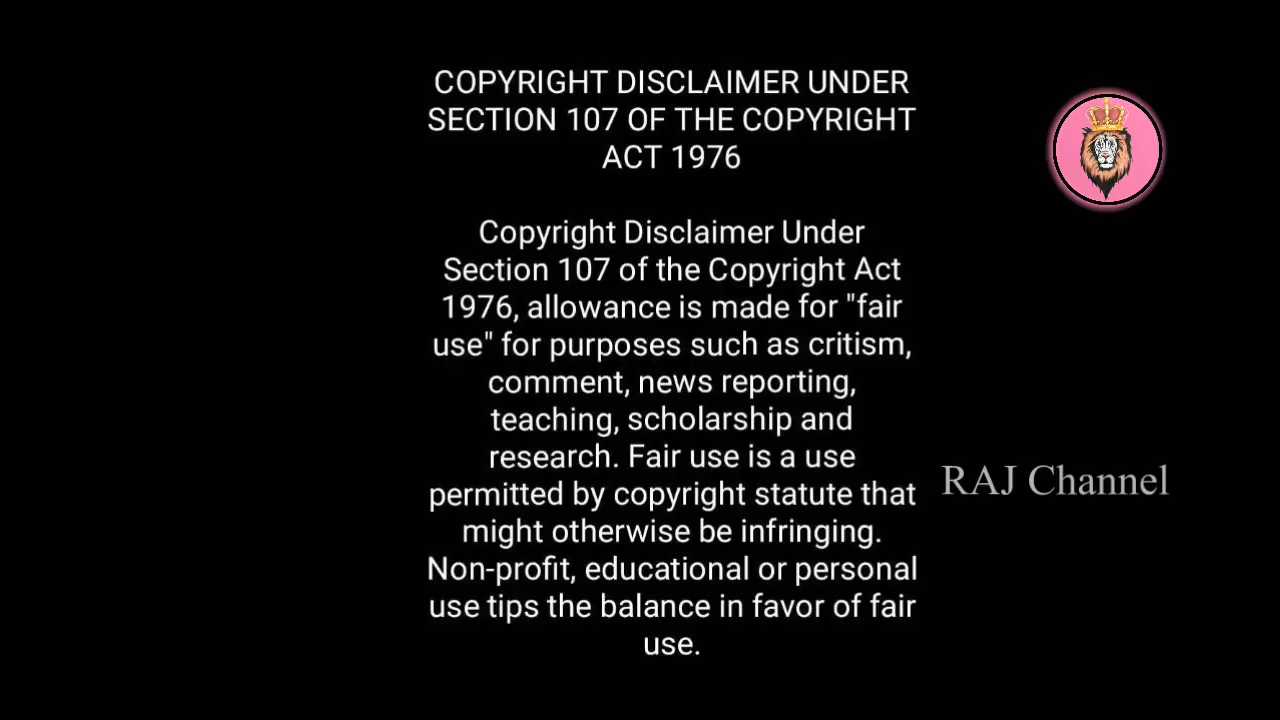 COPYRIGHT DISCLAIMER UNDER
SECTION 107 OF THE COPYRIGHT
ACT 1976
Copyright Disclaimer Under
Section 107 of the Copyright Act
1976, allowance is made for "fair
use" for purposes such as critism,
comment, news reporting,
teaching, scholarship and
research. Fair use is a use
permitted by copyright statute that
might otherwise be infringing.
Non-profit, educational or personal
use tips the balance in favor of fair
use.
RAJ Channel